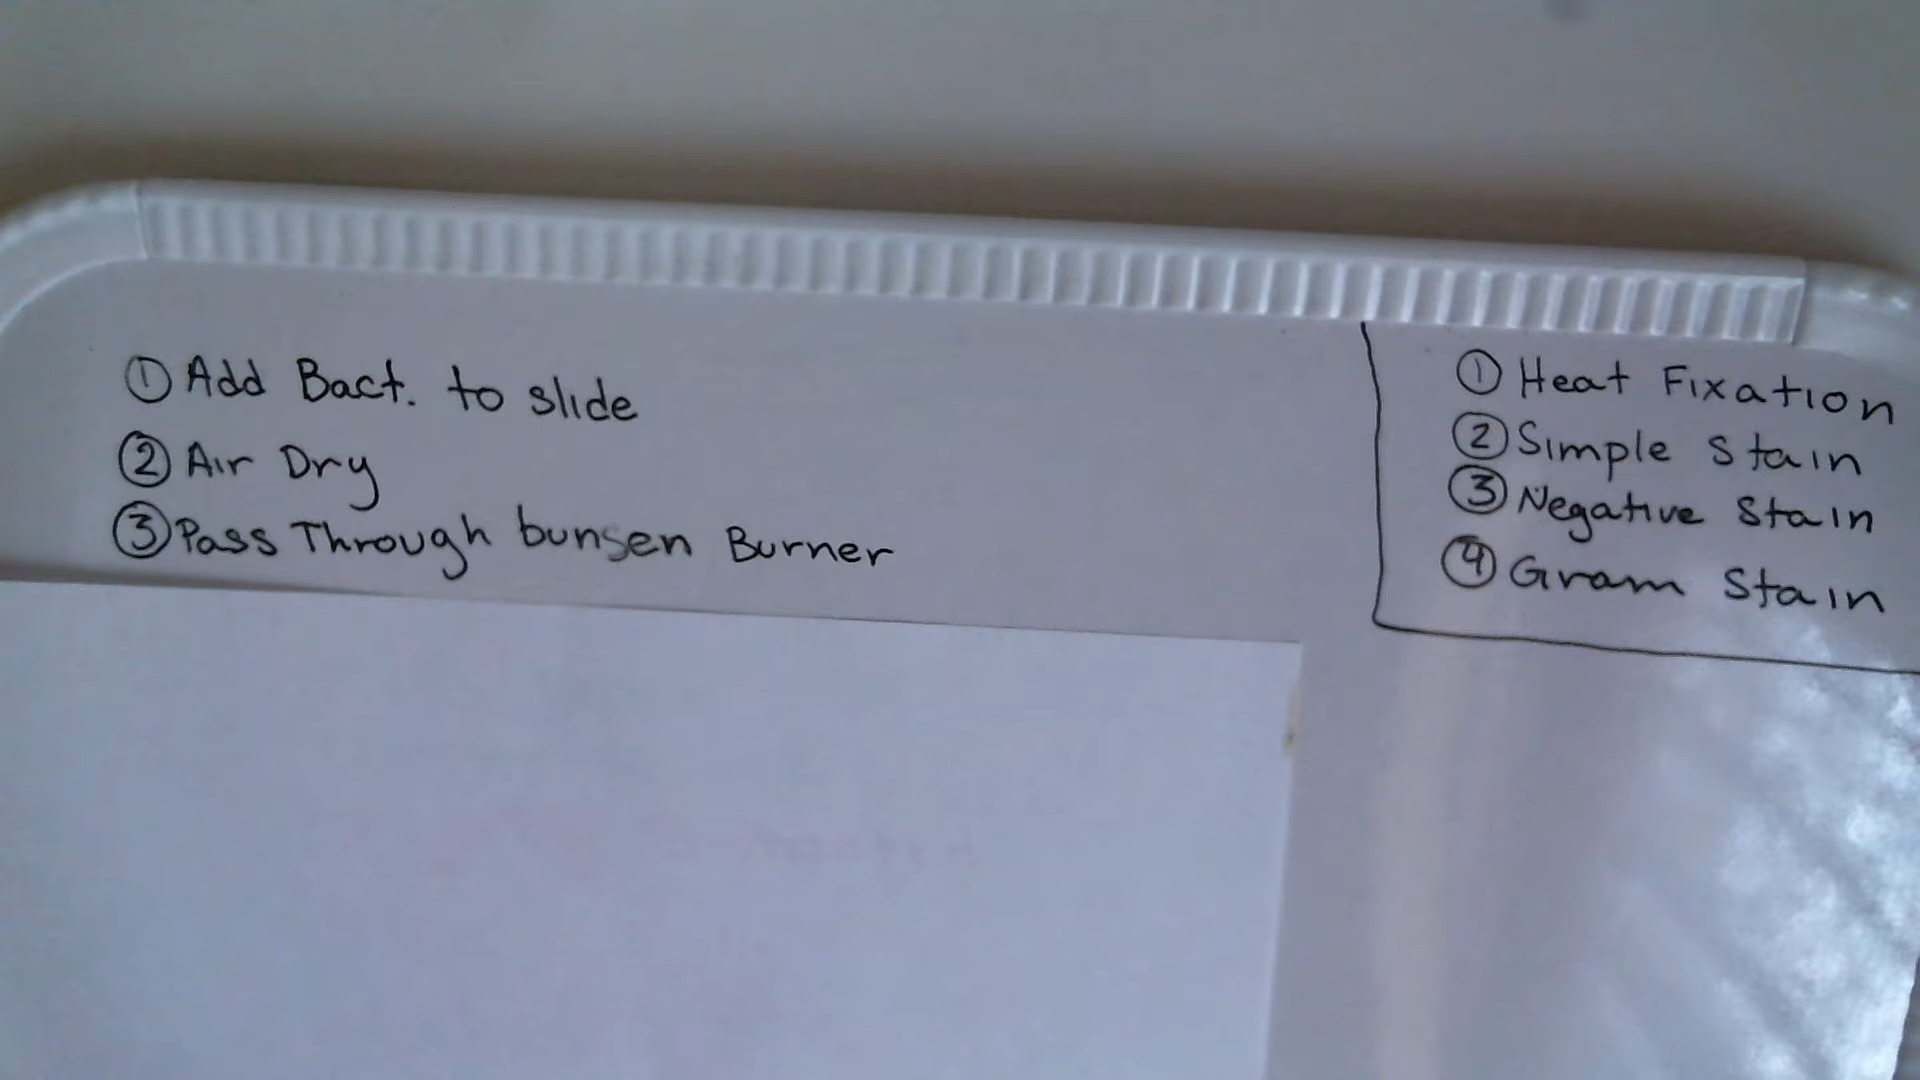 ① Add Bact. to slide
② Air Dry
③ Pass Through bunsen Burner
① Heat Fixation
② Simple Stain
③ Negative Stain
④ Gram Stain